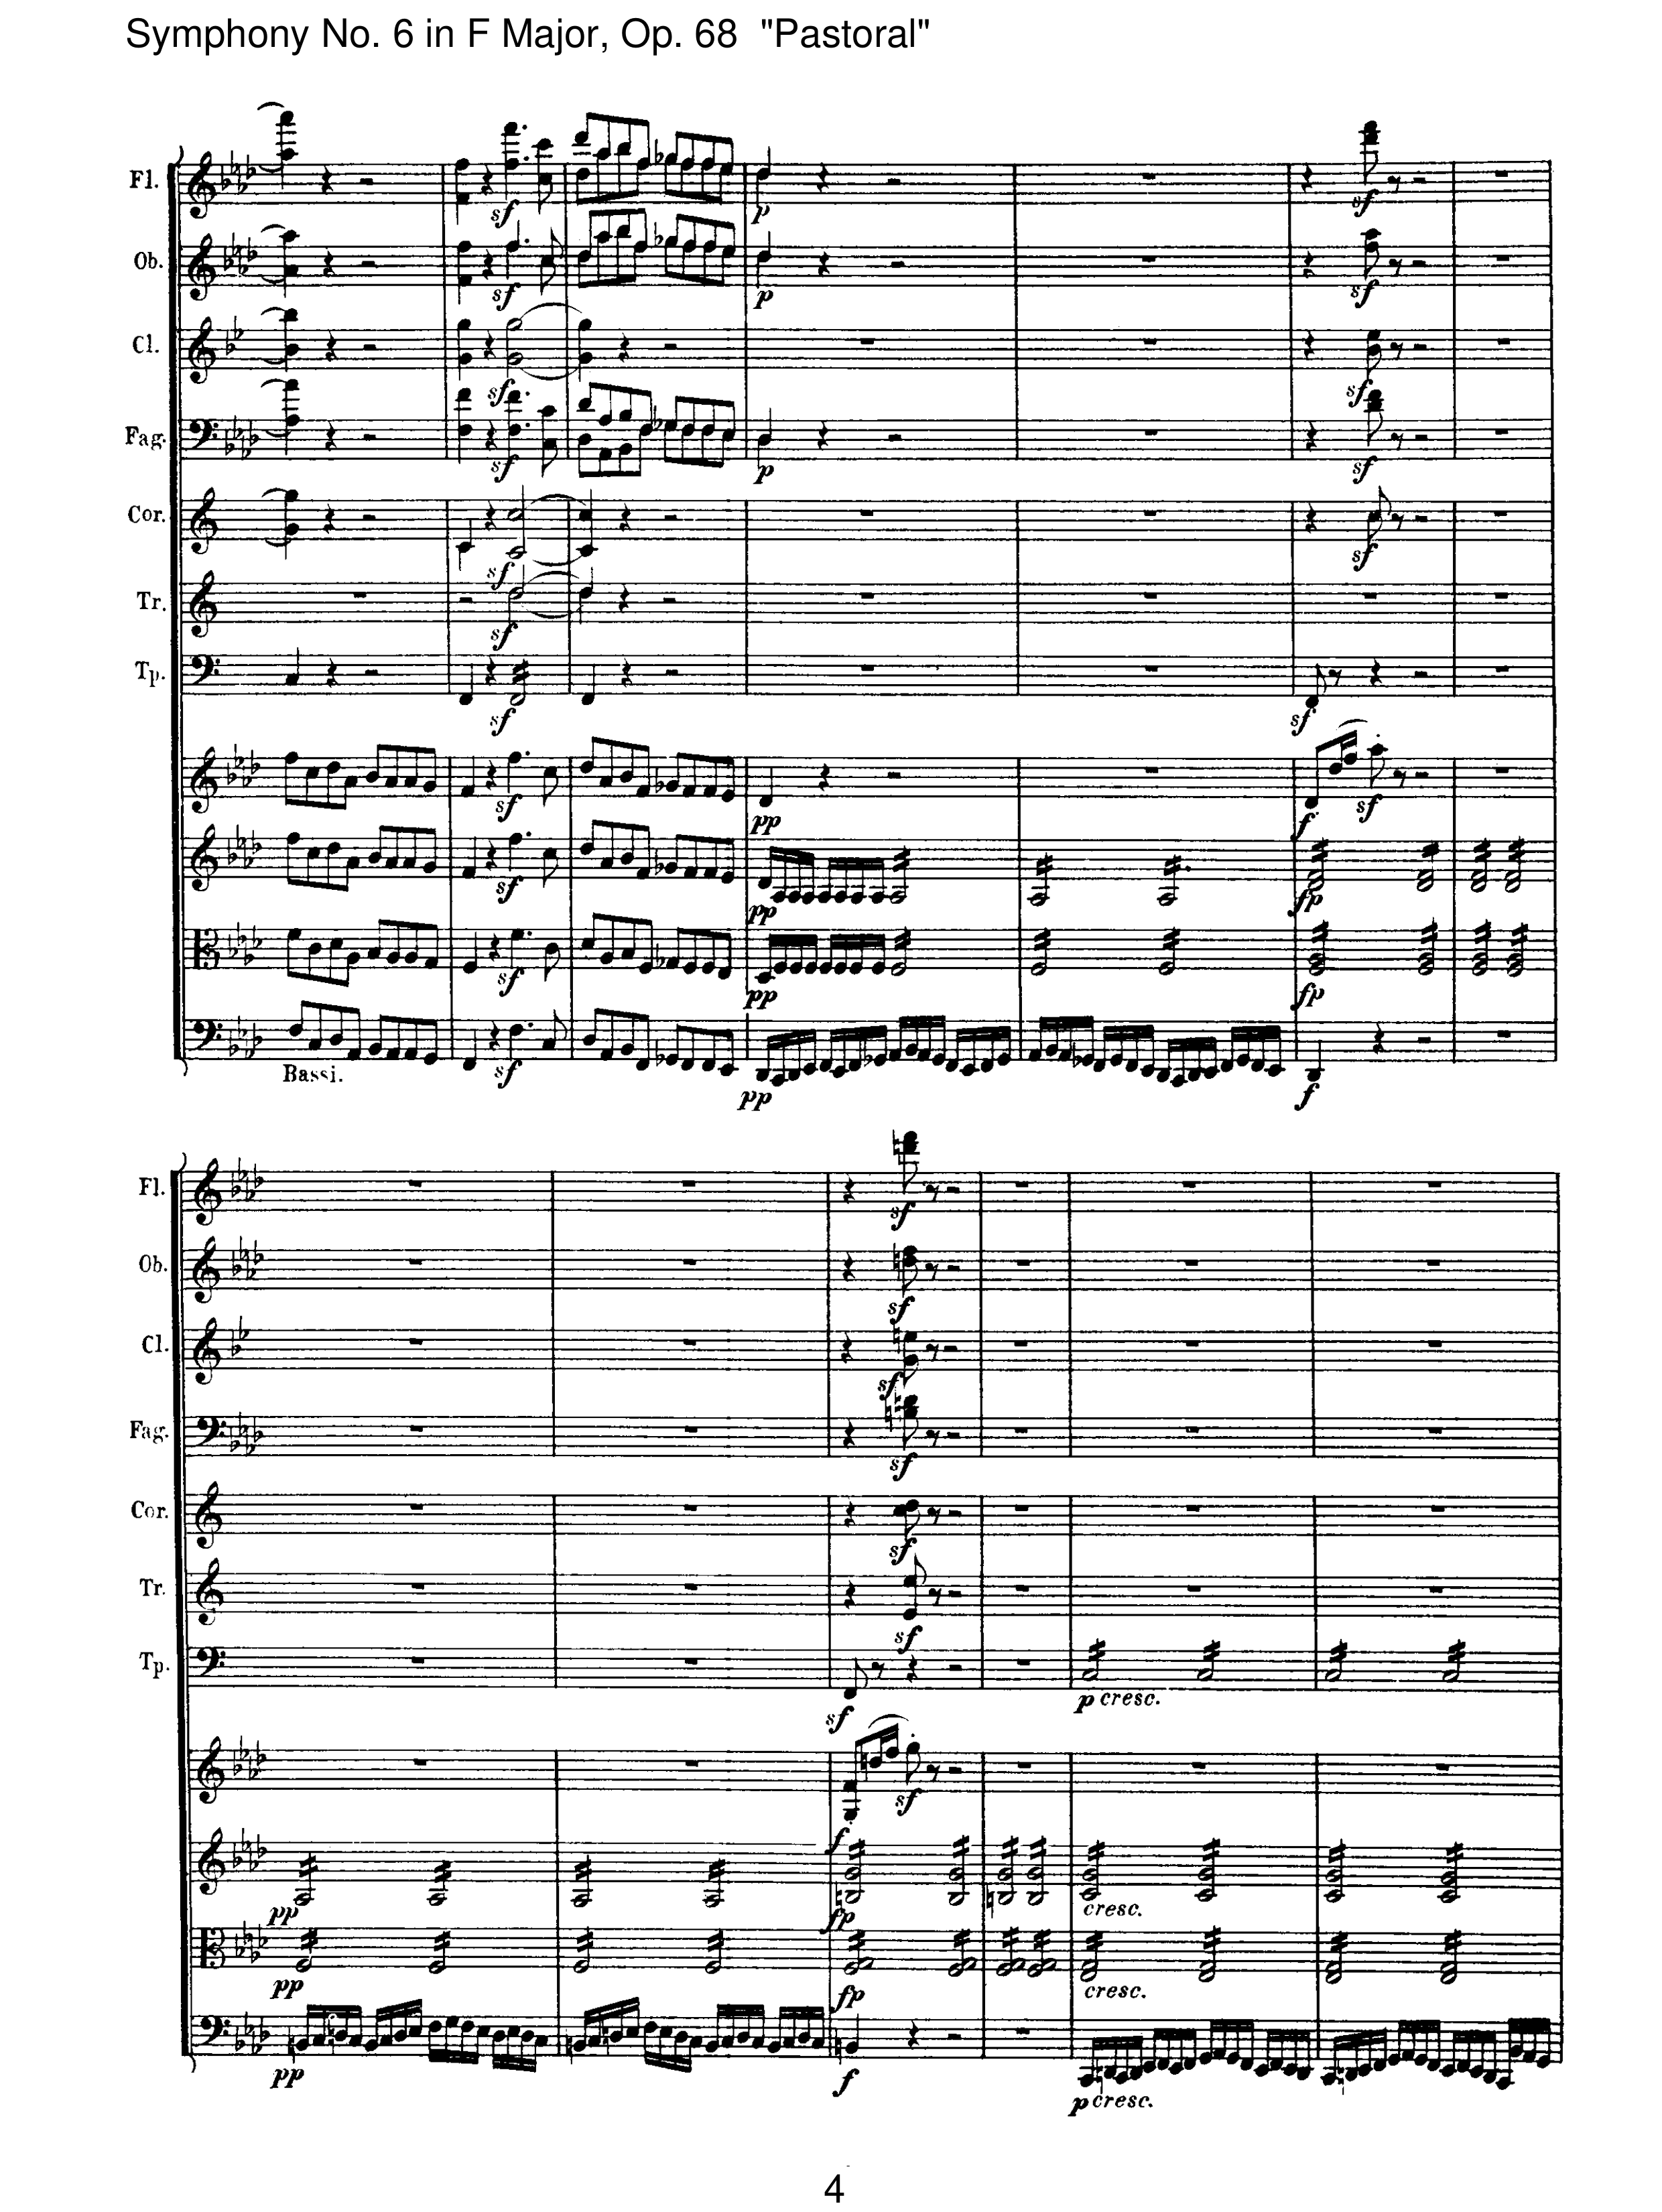 Symphony No. 6 in F Major, Op. 68 "Pastoral"
Fl.
sf
p
sf
Ob.
sf
p
sf
Cl.
sf
sf
Fag.
sf
p
sf
Cor.
sf
sf
Tr.
sf
Tp.
sf
sf
sf
pp
f
sf
sf
pp
fp
sf
pp
fp
Bassi.
sf
pp
f
Fl.
sf
Ob.
sf
Cl.
sf
Fag.
sf
Cor.
sf
Tr.
sf
Tp.
sf
p cresc.
f
sf
pp
fp
cresc.
pp
fp
cresc.
pp
f
p cresc.
4